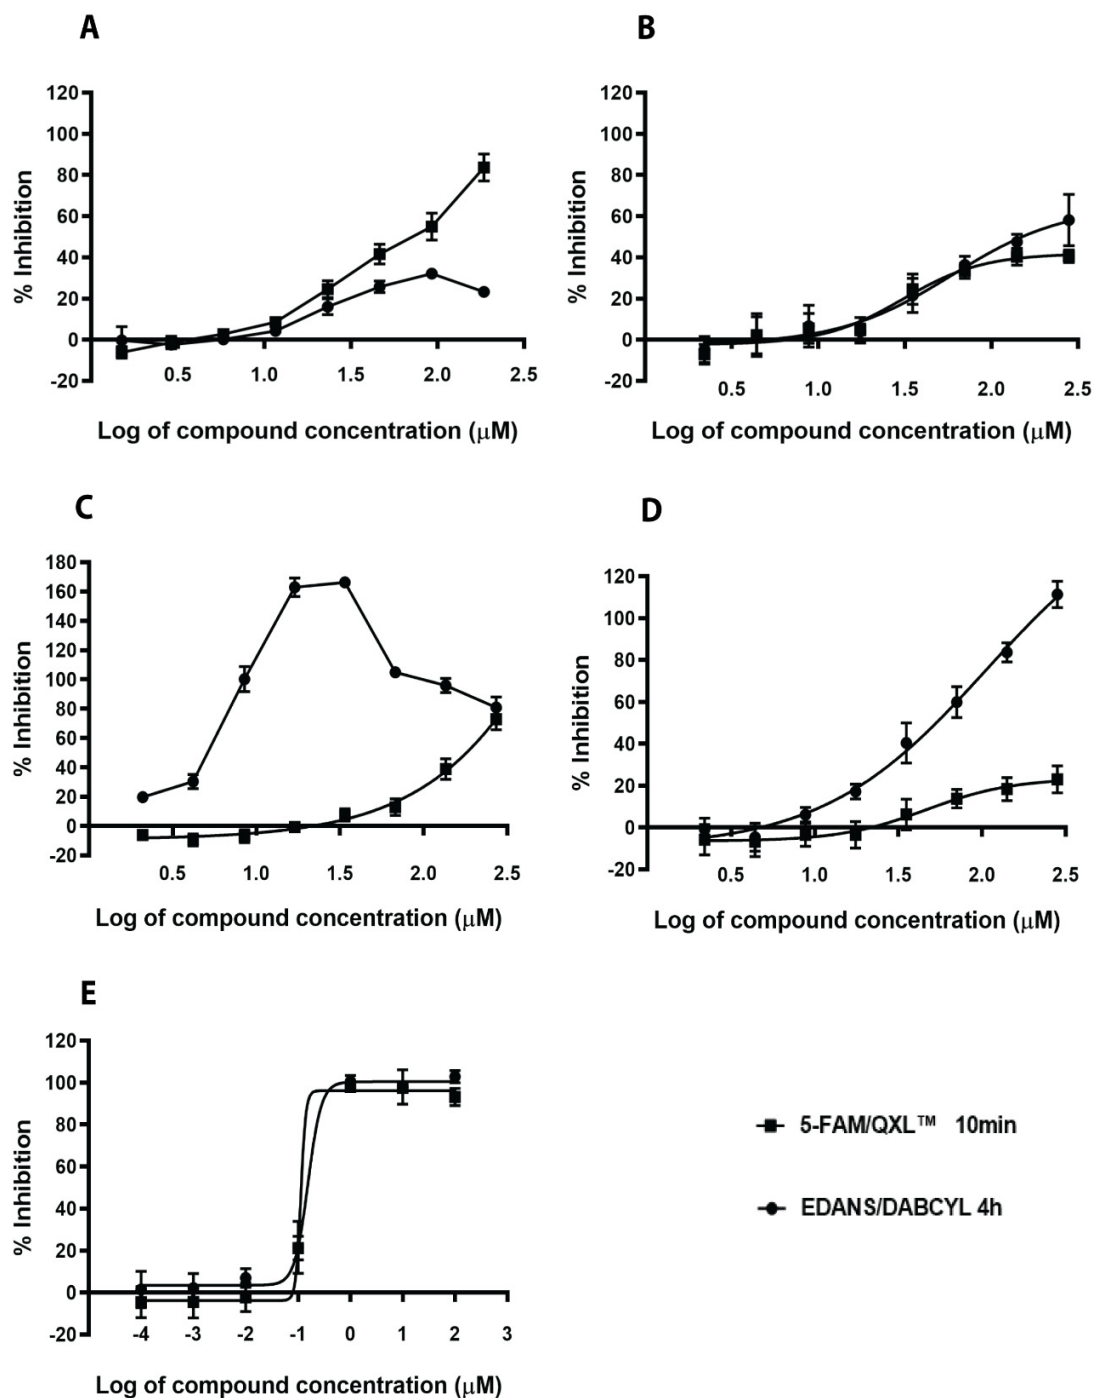 A
120
100
80
60
40
20
0
-20
% Inhibition
0.5 1.0 1.5 2.0 2.5
Log of compound concentration (μM)
B
120
100
80
60
40
20
0
-20
% Inhibition
0.5 1.0 1.5 2.0 2.5
Log of compound concentration (μM)
C
180
160
140
120
100
80
60
40
20
0
-20
% Inhibition
0.5 1.0 1.5 2.0 2.5
Log of compound concentration (μM)
D
120
100
80
60
40
20
0
-20
% Inhibition
0.5 1.0 1.5 2.0 2.5
Log of compound concentration (μM)
E
120
100
80
60
40
20
0
-20
% Inhibition
-4 -3 -2 -1 0 1 2 3
Log of compound concentration (μM)
5-FAM/QXL™ 10min
EDANS/DABCYL 4h